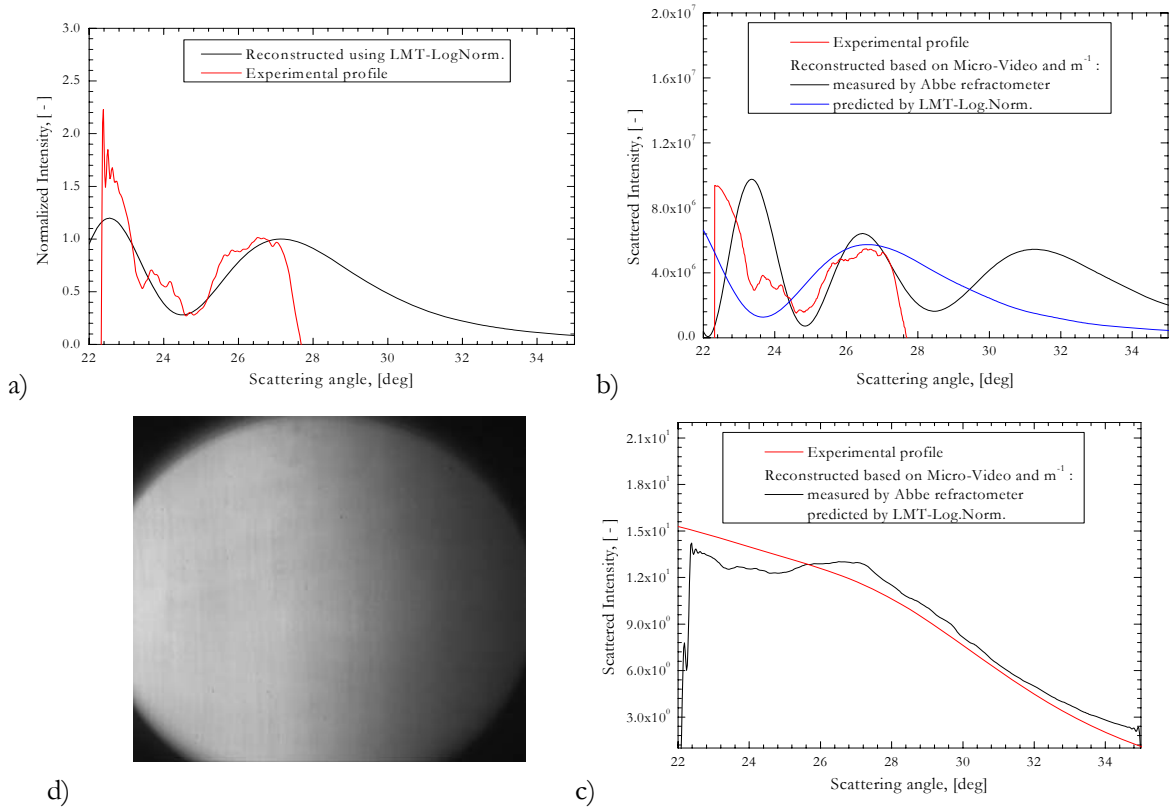 3.0
2.5
2.0
1.5
1.0
0.5
0.0
Normalized Intensity, [ - ]
Reconstructed using LMT-LogNorm.
Experimental profile
22 24 26 28 30 32 34
Scattering angle, [deg]
a)
2.0x10⁷
1.6x10⁷
1.2x10⁷
8.0x10⁶
4.0x10⁶
0.0
Scattered Intensity, [ - ]
Experimental profile
Reconstructed based on Micro-Video and m⁻¹ :
measured by Abbe refractometer
predicted by LMT-Log.Norm.
22 24 26 28 30 32 34
Scattering angle, [deg]
b)
d)
2.1x10¹
1.8x10¹
1.5x10¹
1.2x10¹
9.0x10⁰
6.0x10⁰
3.0x10⁰
Scattered Intensity, [ - ]
Experimental profile
Reconstructed based on Micro-Video and m⁻¹ :
measured by Abbe refractometer
predicted by LMT-Log.Norm.
22 24 26 28 30 32 34
Scattering angle, [deg]
c)